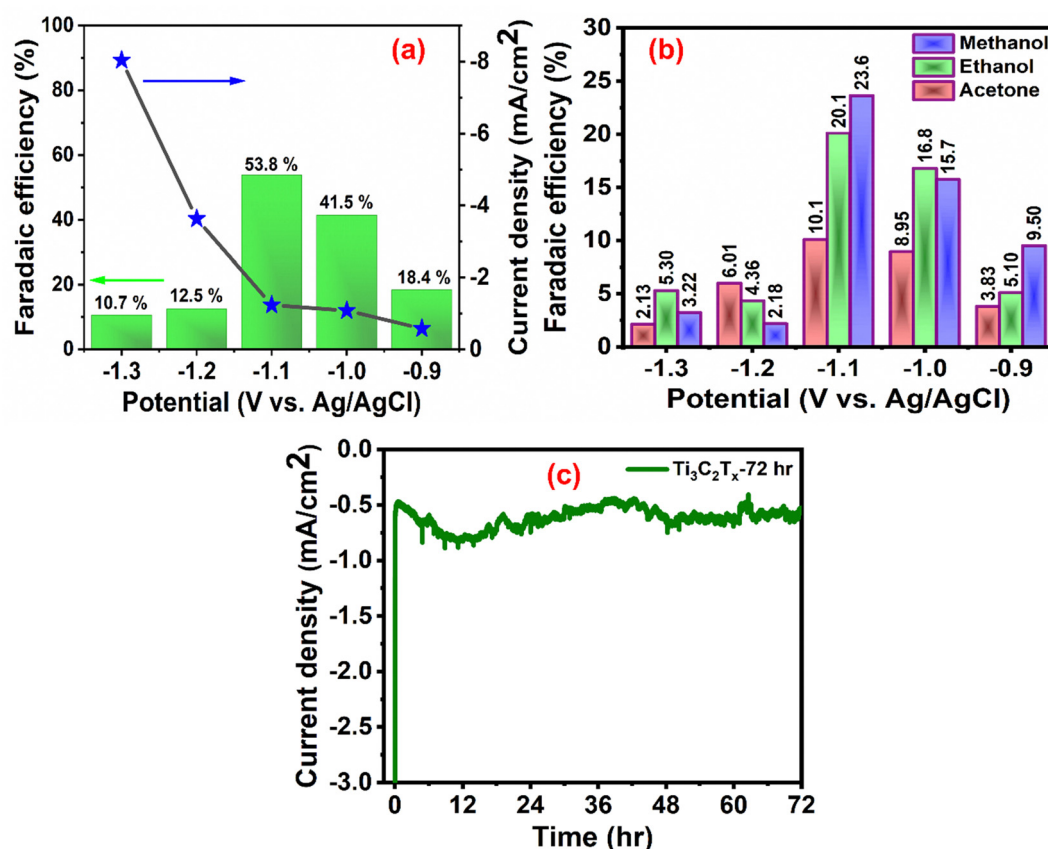 (a)
Faradaic efficiency (%)
100
80
60
40
20
0
10.7 %
12.5 %
53.8 %
41.5 %
18.4 %
-8
-6
-4
-2
0
Current density (mA/cm²)
-1.3 -1.2 -1.1 -1.0 -0.9
Potential (V vs. Ag/AgCl)
(b)
Faradaic efficiency (%)
30
25
20
15
10
5
0
Methanol
Ethanol
Acetone
2.13 5.30 3.22
6.01 4.36 2.18
10.1 20.1 23.6
8.95 16.8 15.7
3.83 5.10 9.50
-1.3 -1.2 -1.1 -1.0 -0.9
Potential (V vs. Ag/AgCl)
(c)
Current density (mA/cm²)
0.0
-0.5
-1.0
-1.5
-2.0
-2.5
-3.0
Ti₃C₂Tₓ-72 hr
0 12 24 36 48 60 72
Time (hr)